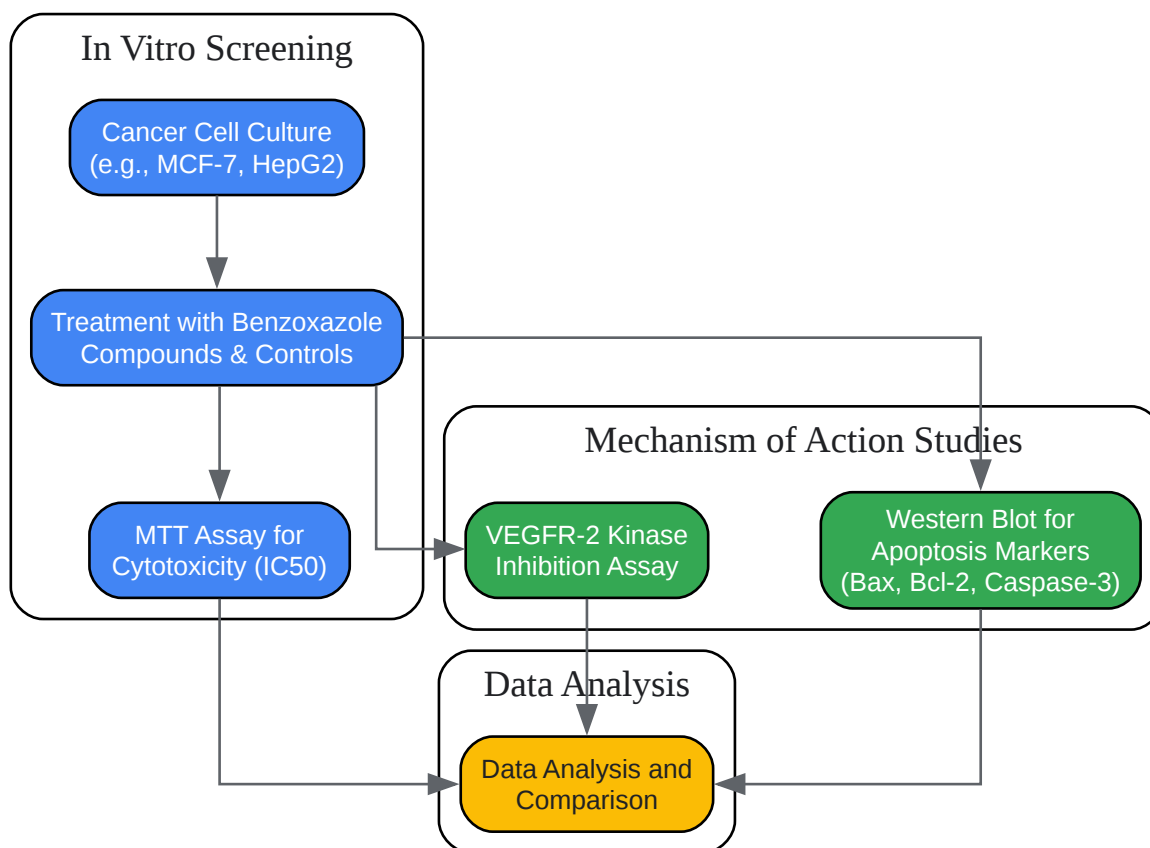 In Vitro Screening
Cancer Cell Culture
(e.g., MCF-7, HepG2)
Treatment with Benzoxazole
Compounds & Controls
MTT Assay for
Cytotoxicity (IC50)
Mechanism of Action Studies
VEGFR-2 Kinase
Inhibition Assay
Western Blot for
Apoptosis Markers
(Bax, Bcl-2, Caspase-3)
Data Analysis
Data Analysis and
Comparison